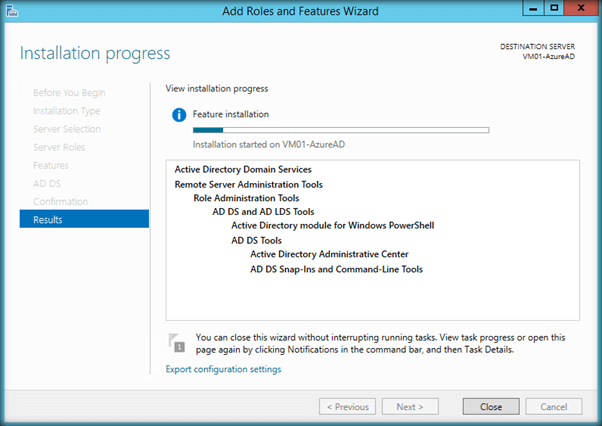 Add Roles and Features Wizard
Installation progress
DESTINATION SERVER
VM01-AzureAD
Before You Begin
Installation Type
Server Selection
Server Roles
Features
AD DS
Confirmation
Results
View installation progress
Feature installation
Installation started on VM01-AzureAD
Active Directory Domain Services
Remote Server Administration Tools
Role Administration Tools
AD DS and AD LDS Tools
Active Directory module for Windows PowerShell
AD DS Tools
Active Directory Administrative Center
AD DS Snap-Ins and Command-Line Tools
1
You can close this wizard without interrupting running tasks. View task progress or open this
page again by clicking Notifications in the command bar, and then Task Details.
Export configuration settings
< Previous
Next >
Close
Cancel